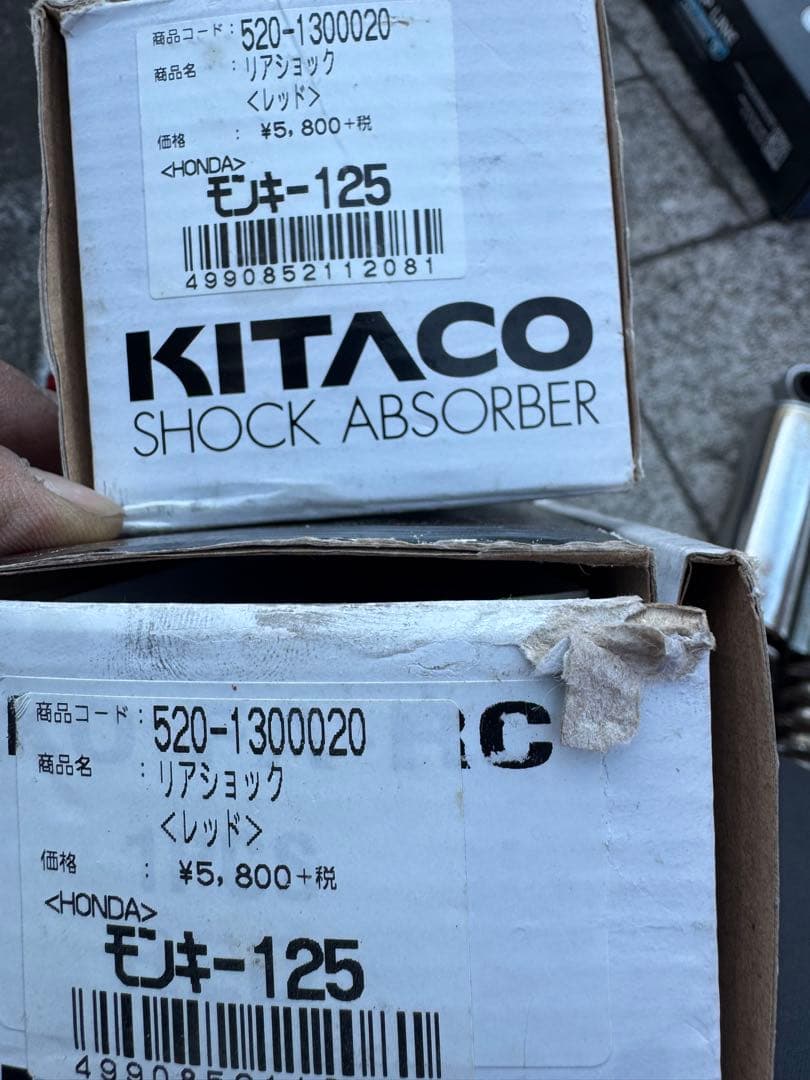 商品コード：520-1300020
商品名 ：リアショック
<レッド>
価格 ： ¥5,800+税
<HONDA>
モンキー125
4990852112081
KITACO
SHOCK ABSORBER
商品コード：520-1300020
RC
商品名 ：リアショック
<レッド>
価格 ： ¥5,800+税
<HONDA>
モンキー125